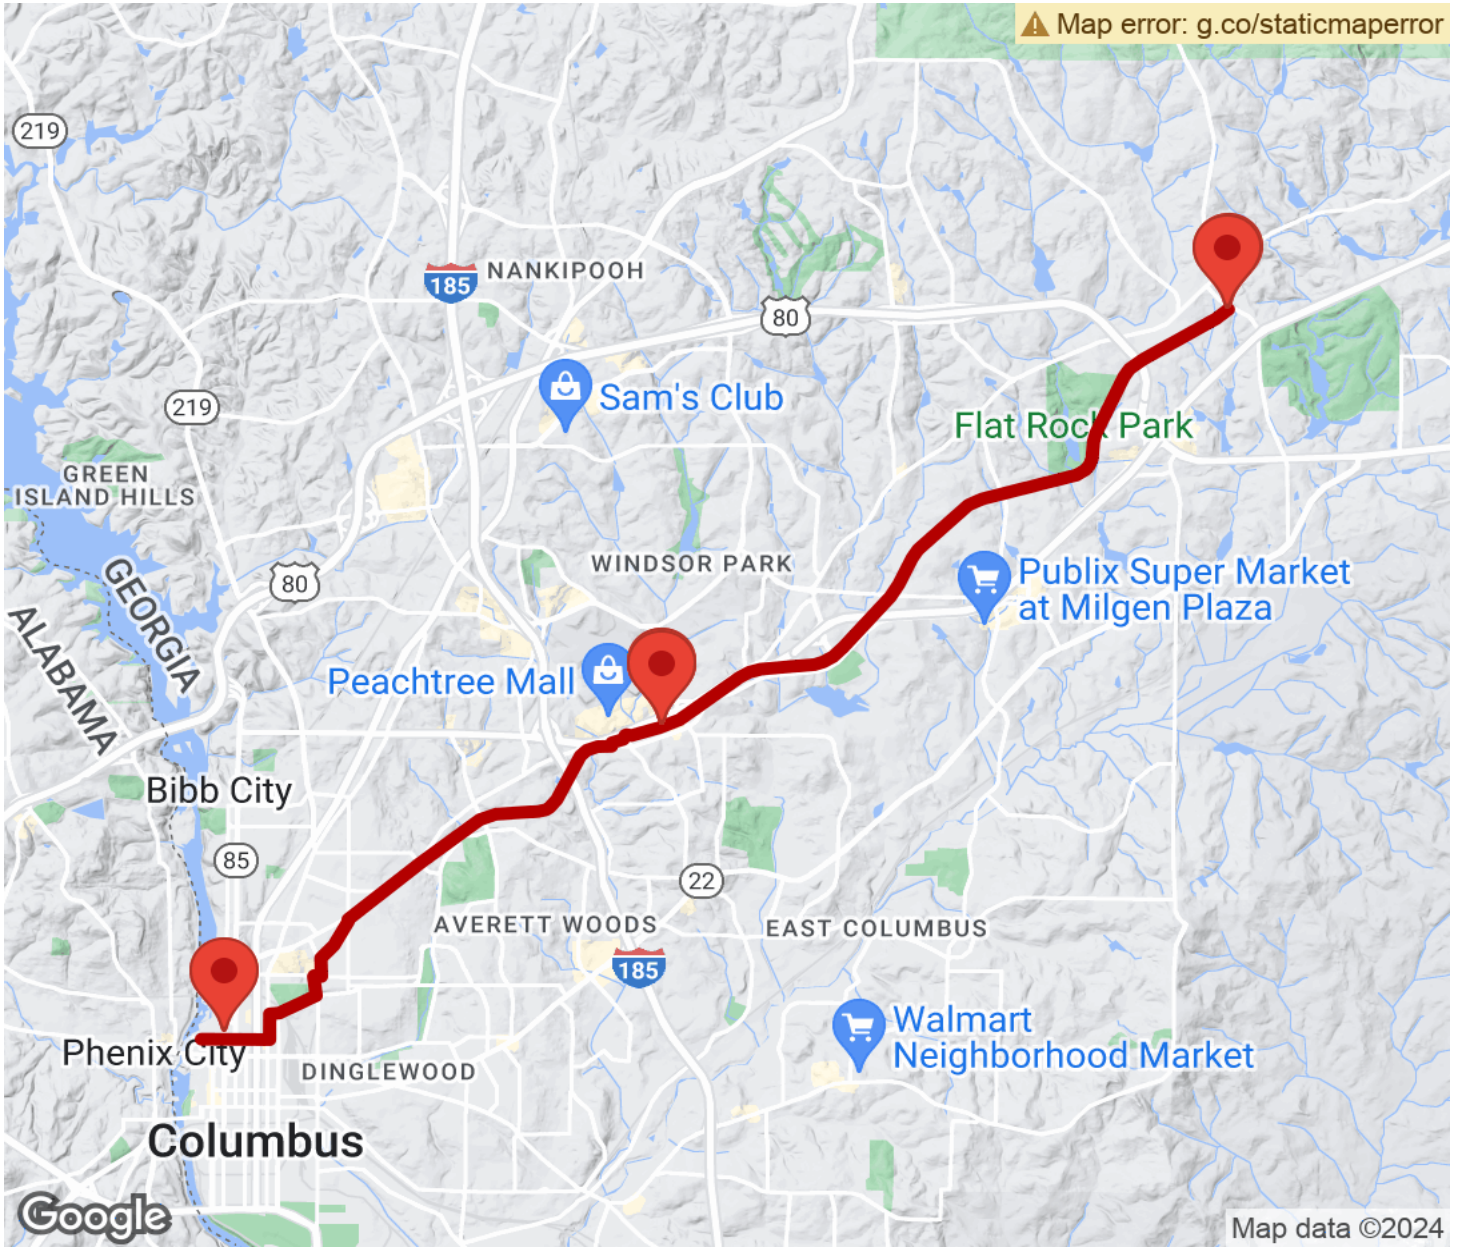 Map error: g.co/staticmaperror
219
NANKIPOOH
185
80
Sam's Club
219
Flat Rock Park
GREEN
ISLAND HILLS
WINDSOR PARK
80
GEORGIA
ALABAMA
Publix Super Market
at Milgen Plaza
Peachtree Mall
Bibb City
85
22
AVERETT WOODS
EAST COLUMBUS
185
Walmart
Neighborhood Market
Phenix City
DINGLEWOOD
Columbus
Google
Map data ©2024